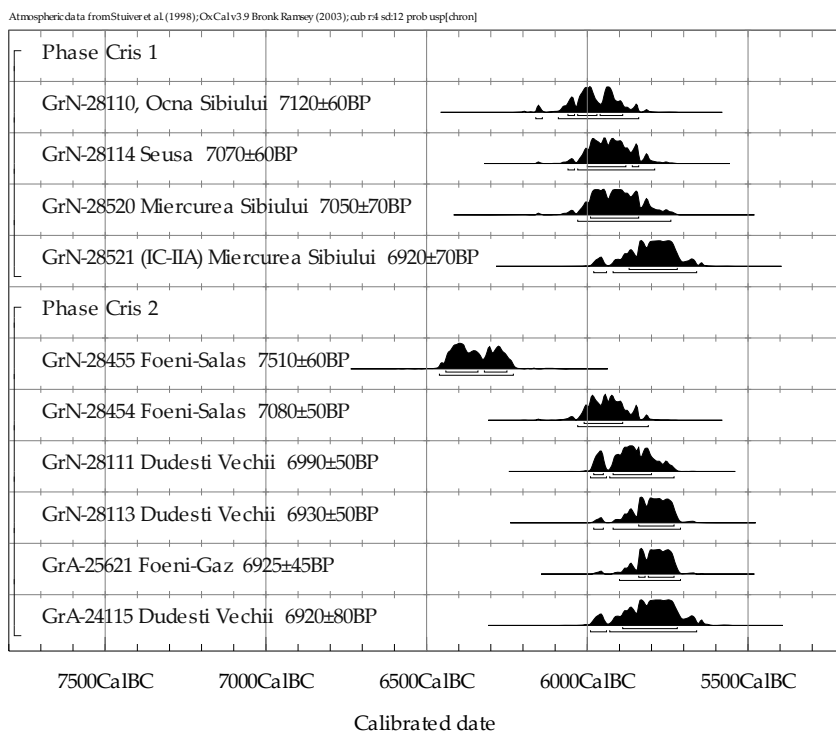 Atmospheric data from Stuiver et al. (1998); OxCal v3.9 Bronk Ramsey (2003); cub r:4 sd:12 prob usp[chron]
Phase Cris 1
GrN-28110, Ocna Sibiului 7120±60BP
GrN-28114 Seusa 7070±60BP
GrN-28520 Miercurea Sibiului 7050±70BP
GrN-28521 (IC-IIA) Miercurea Sibiului 6920±70BP
Phase Cris 2
GrN-28455 Foeni-Salas 7510±60BP
GrN-28454 Foeni-Salas 7080±50BP
GrN-28111 Dudesti Vechii 6990±50BP
GrN-28113 Dudesti Vechii 6930±50BP
GrA-25621 Foeni-Gaz 6925±45BP
GrA-24115 Dudesti Vechii 6920±80BP
7500CalBC 7000CalBC 6500CalBC 6000CalBC 5500CalBC
Calibrated date